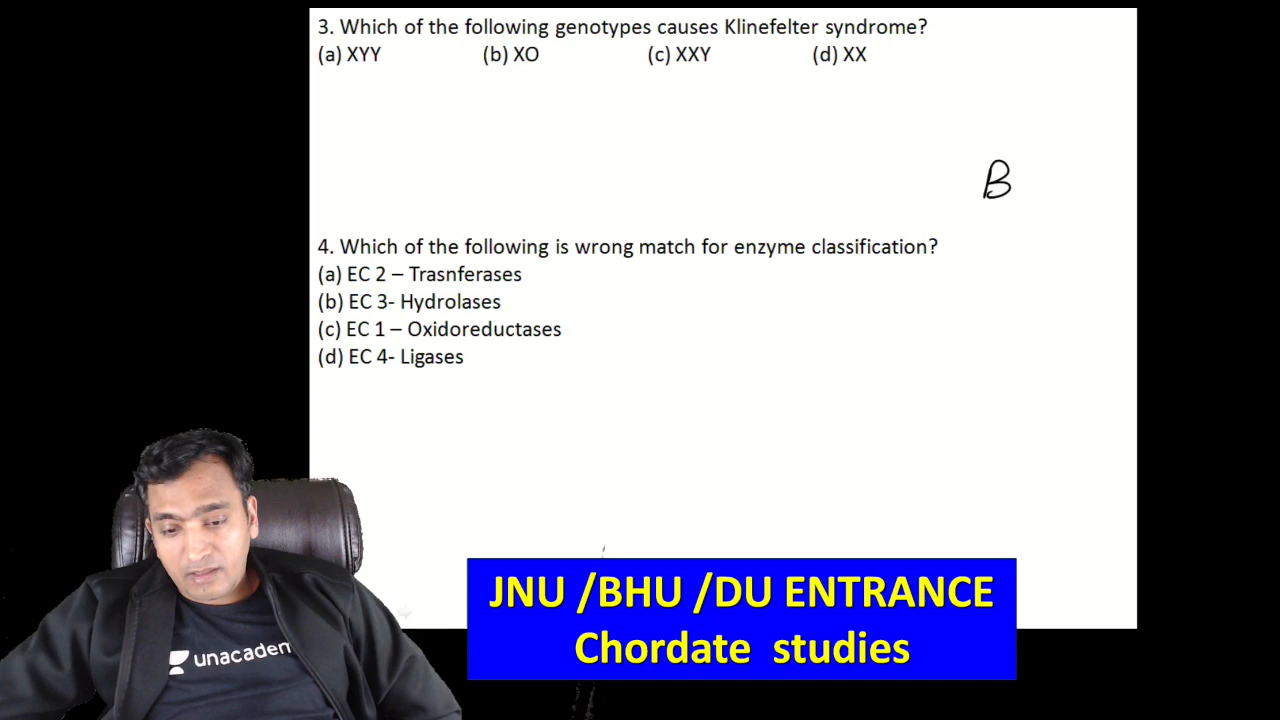 3. Which of the following genotypes causes Klinefelter syndrome?
(a) XYY (b) XO (c) XXY (d) XX
B
4. Which of the following is wrong match for enzyme classification?
(a) EC 2 – Trasnferases
(b) EC 3- Hydrolases
(c) EC 1 – Oxidoreductases
(d) EC 4- Ligases
unacadem
JNU /BHU /DU ENTRANCE
Chordate studies